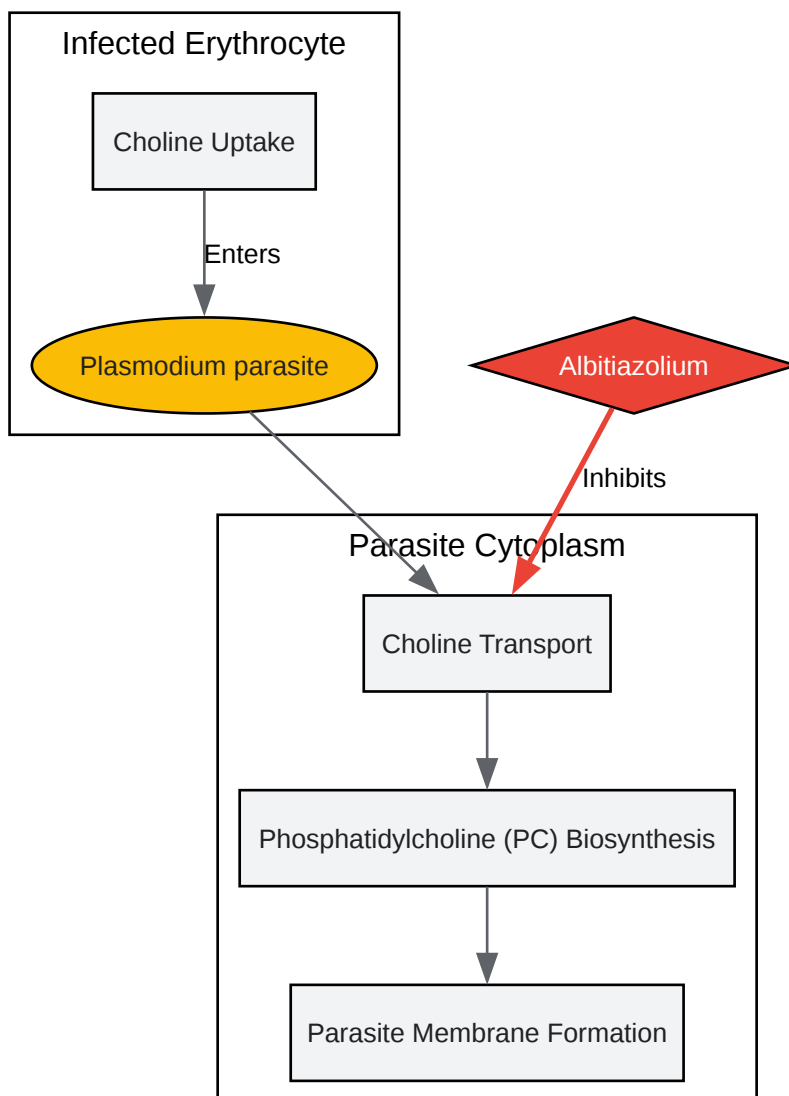 Infected Erythrocyte
Choline Uptake
Enters
Plasmodium parasite
Albitiazolium
Inhibits
Parasite Cytoplasm
Choline Transport
Phosphatidylcholine (PC) Biosynthesis
Parasite Membrane Formation